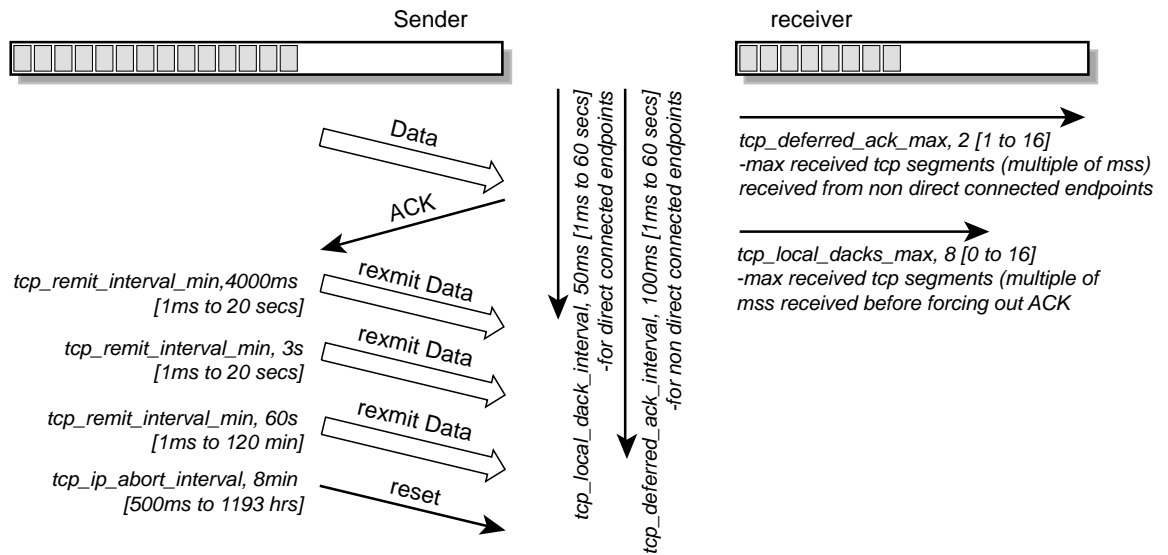 Sender
receiver
Data
ACK
tcp_remit_interval_min,4000ms
[1ms to 20 secs]
rexmit Data
tcp_remit_interval_min, 3s
[1ms to 20 secs]
rexmit Data
tcp_remit_interval_min, 60s
[1ms to 120 min]
rexmit Data
tcp_ip_abort_interval, 8min
[500ms to 1193 hrs]
reset
tcp_local_dack_interval, 50ms [1ms to 60 secs]
-for direct connected endpoints
tcp_deferred_ack_interval, 100ms [1ms to 60 secs]
-for non direct connected endpoints
tcp_deferred_ack_max, 2 [1 to 16]
-max received tcp segments (multiple of mss)
received from non direct connected endpoints
tcp_local_dacks_max, 8 [0 to 16]
-max received tcp segments (multiple of
mss received before forcing out ACK